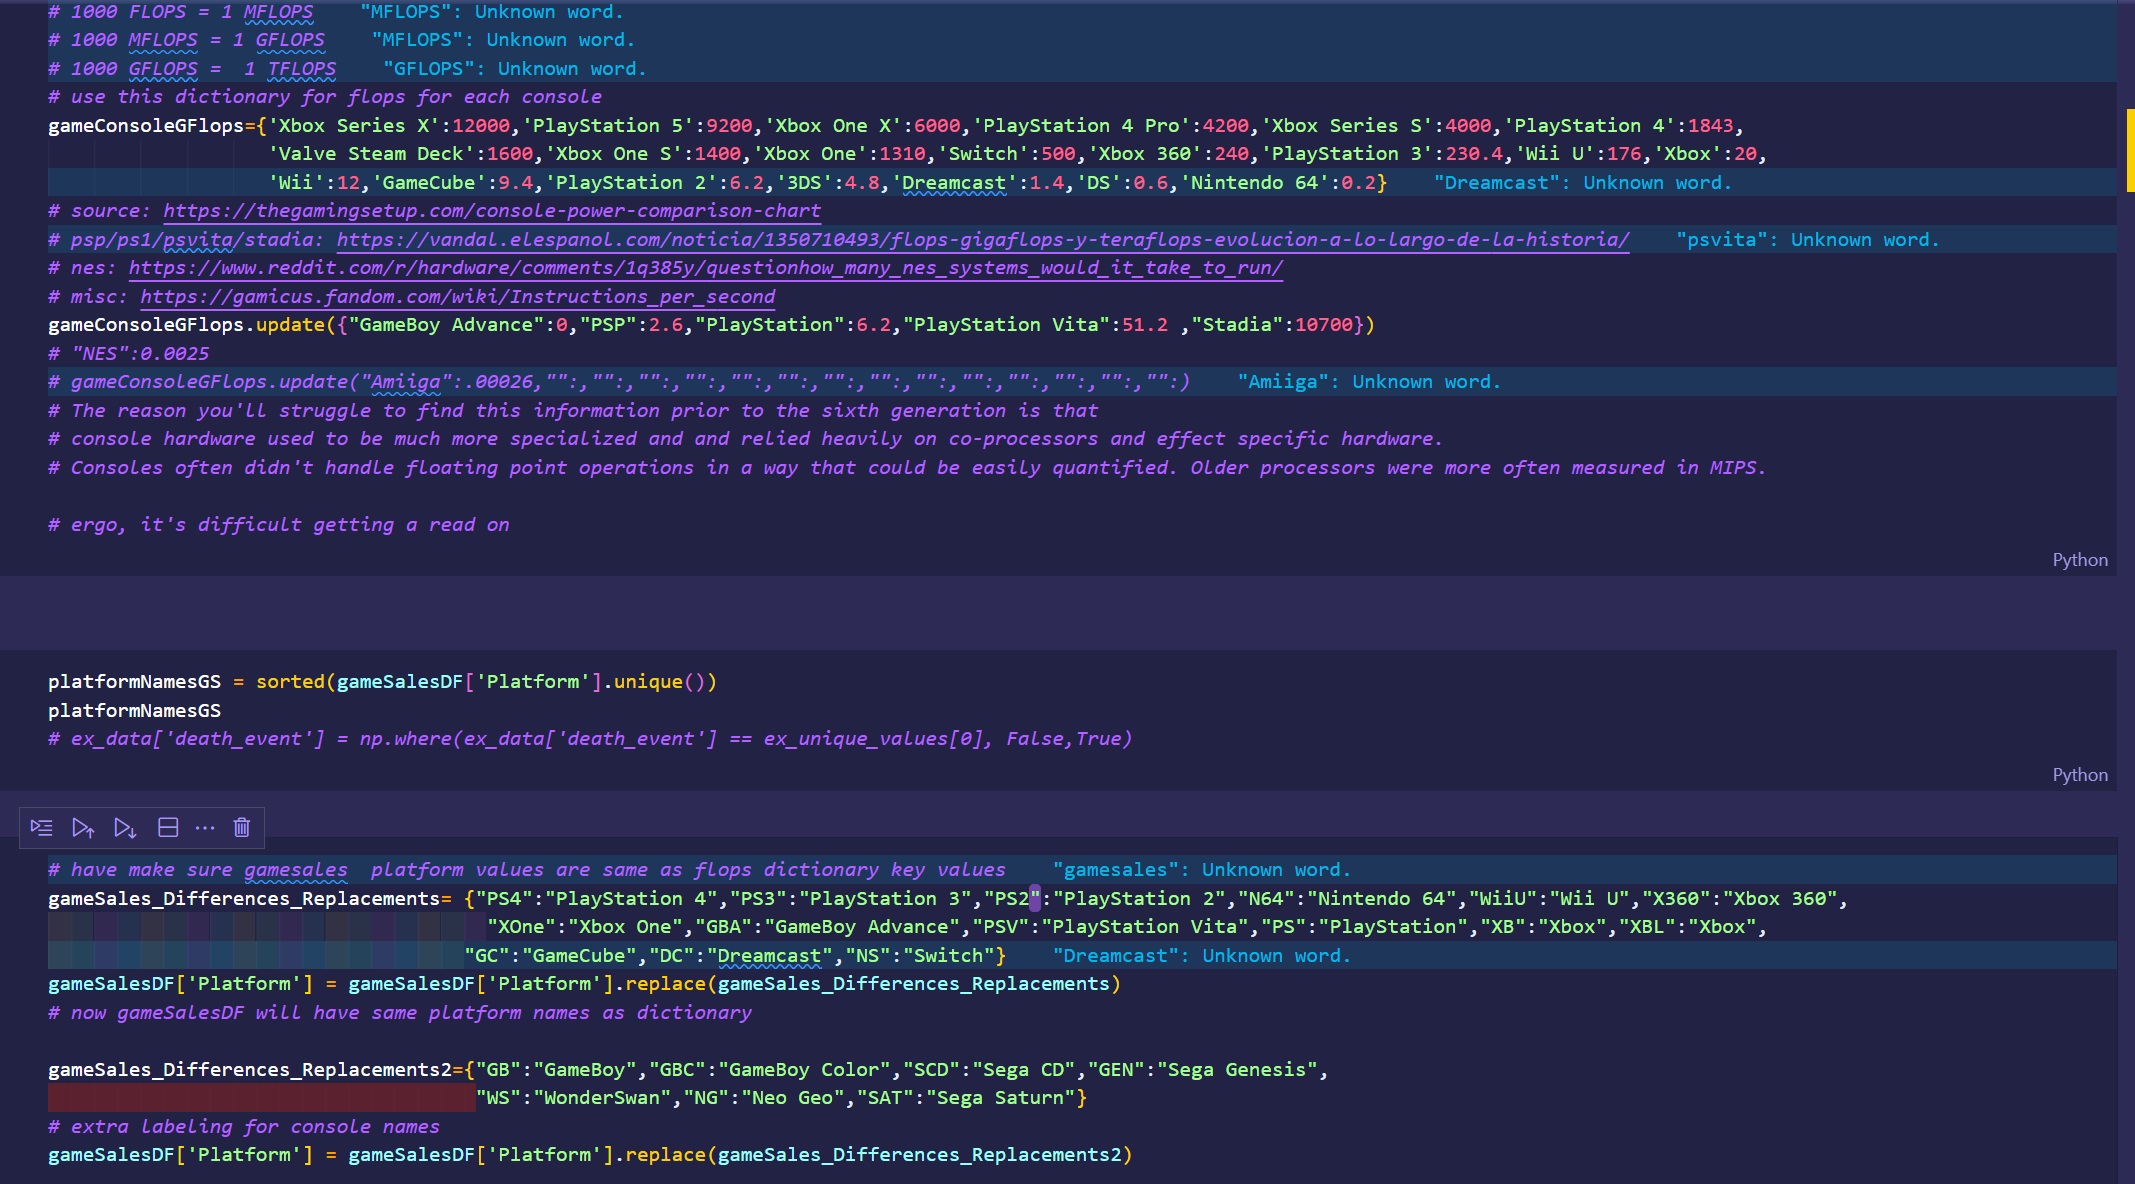 # 1000 FLOPS = 1 MFLOPS    "MFLOPS": Unknown word.
# 1000 MFLOPS = 1 GFLOPS    "MFLOPS": Unknown word.
# 1000 GFLOPS =  1 TFLOPS    "GFLOPS": Unknown word.
# use this dictionary for flops for each console
gameConsoleGFlops={'Xbox Series X':12000,'PlayStation 5':9200,'Xbox One X':6000,'PlayStation 4 Pro':4200,'Xbox Series S':4000,'PlayStation 4':1843,
'Valve Steam Deck':1600,'Xbox One S':1400,'Xbox One':1310,'Switch':500,'Xbox 360':240,'PlayStation 3':230.4,'Wii U':176,'Xbox':20,
'Wii':12,'GameCube':9.4,'PlayStation 2':6.2,'3DS':4.8,'Dreamcast':1.4,'DS':0.6,'Nintendo 64':0.2}    "Dreamcast": Unknown word.
# source: https://thegamingsetup.com/console-power-comparison-chart
# psp/ps1/psvita/stadia: https://vandal.elespanol.com/noticia/1350710493/flops-gigaflops-y-teraflops-evolucion-a-lo-largo-de-la-historia/    "psvita": Unknown word.
# nes: https://www.reddit.com/r/hardware/comments/1q385y/questionhow_many_nes_systems_would_it_take_to_run/
# misc: https://gamicus.fandom.com/wiki/Instructions_per_second
gameConsoleGFlops.update({"GameBoy Advance":0,"PSP":2.6,"PlayStation":6.2,"PlayStation Vita":51.2 ,"Stadia":10700})
# "NES":0.0025
# gameConsoleGFlops.update("Amiiga":.00026,"":,"":,"":,"":,"":,"":,"":,"":,"":,"":,"":,"":,"":,"":)    "Amiiga": Unknown word.
# The reason you'll struggle to find this information prior to the sixth generation is that
# console hardware used to be much more specialized and and relied heavily on co-processors and effect specific hardware.
# Consoles often didn't handle floating point operations in a way that could be easily quantified. Older processors were more often measured in MIPS.
# ergo, it's difficult getting a read on
Python
platformNamesGS = sorted(gameSalesDF['Platform'].unique())
platformNamesGS
# ex_data['death_event'] = np.where(ex_data['death_event'] == ex_unique_values[0], False,True)
Python
# have make sure gamesales  platform values are same as flops dictionary key values    "gamesales": Unknown word.
gameSales_Differences_Replacements= {"PS4":"PlayStation 4","PS3":"PlayStation 3","PS2":"PlayStation 2","N64":"Nintendo 64","WiiU":"Wii U","X360":"Xbox 360",
"XOne":"Xbox One","GBA":"GameBoy Advance","PSV":"PlayStation Vita","PS":"PlayStation","XB":"Xbox","XBL":"Xbox",
"GC":"GameCube","DC":"Dreamcast","NS":"Switch"}    "Dreamcast": Unknown word.
gameSalesDF['Platform'] = gameSalesDF['Platform'].replace(gameSales_Differences_Replacements)
# now gameSalesDF will have same platform names as dictionary
gameSales_Differences_Replacements2={"GB":"GameBoy","GBC":"GameBoy Color","SCD":"Sega CD","GEN":"Sega Genesis",
"WS":"WonderSwan","NG":"Neo Geo","SAT":"Sega Saturn"}
# extra labeling for console names
gameSalesDF['Platform'] = gameSalesDF['Platform'].replace(gameSales_Differences_Replacements2)